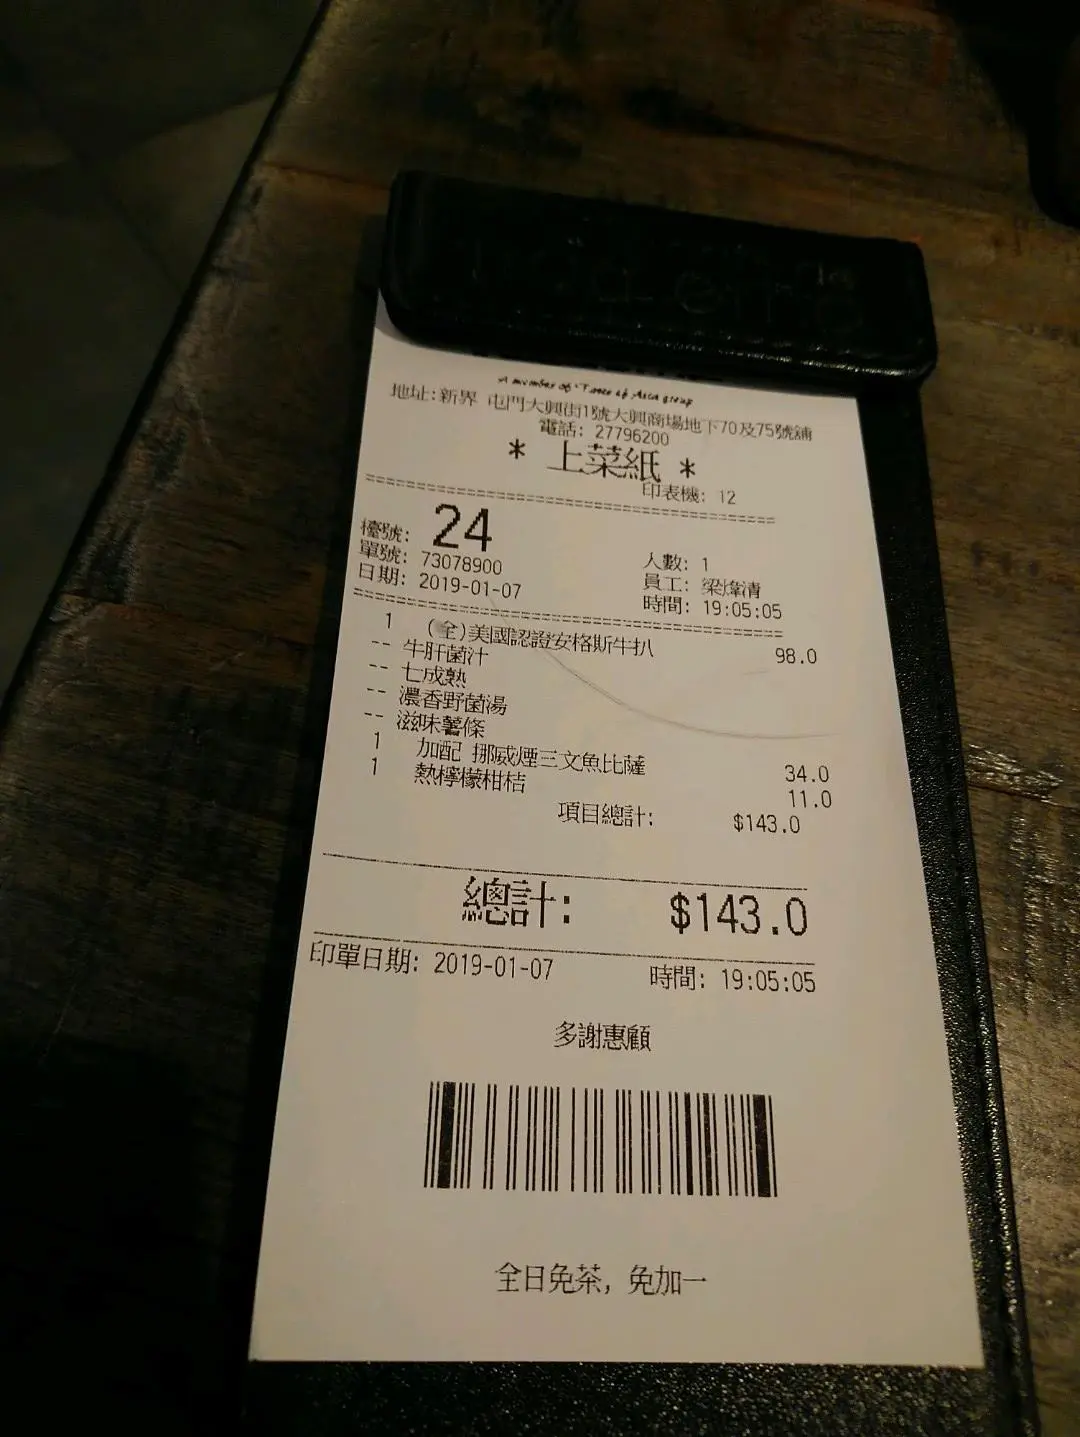 A member of Taste of Asia group
地址:新界 屯門大興街1號大興商場地下70及75號舖
電話: 27796200
* 上菜紙 *
印表機: 12
檯號: 24 人數: 1
單號: 73078900 員工: 梁煒清
日期: 2019-01-07 時間: 19:05:05
1 (全)美國認證安格斯牛扒 98.0
-- 牛肝菌汁
-- 七成熟
-- 濃香野菌湯
-- 滋味薯條
1 加配 挪威煙三文魚比薩 34.0
1 熱檸檬柑桔 11.0
項目總計: $143.0
總計: $143.0
印單日期: 2019-01-07 時間: 19:05:05
多謝惠顧
全日免茶, 免加一